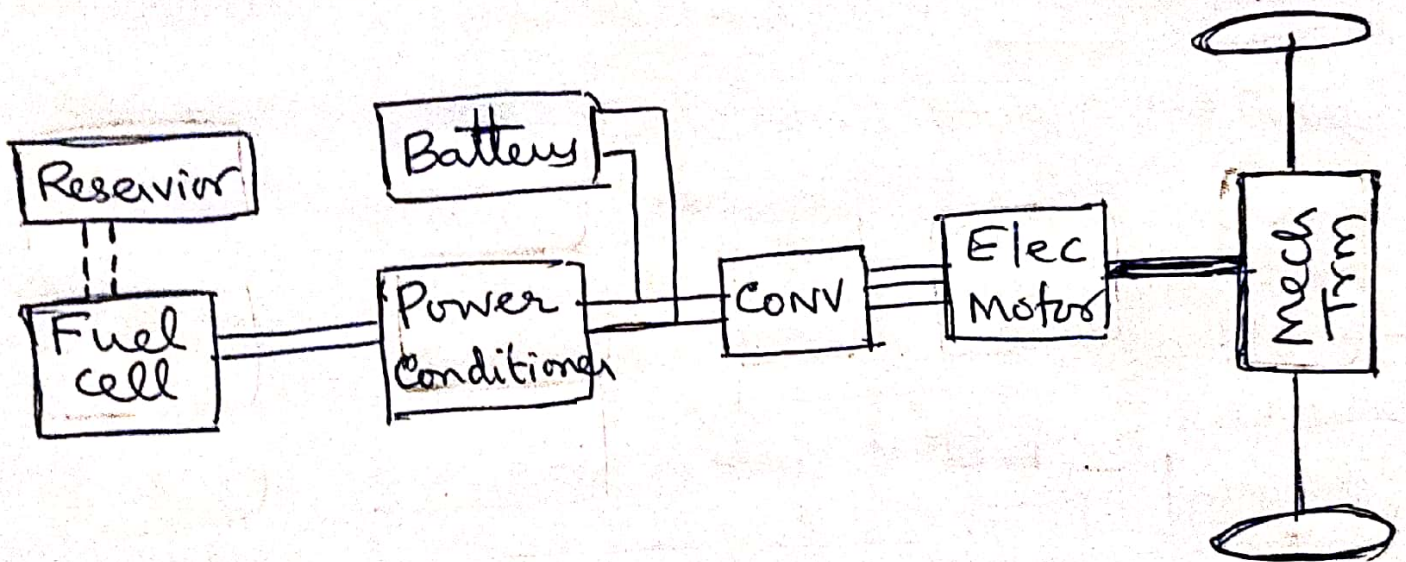 Reservior
Battery
Fuel
cell
Power
Conditioner
CONV
Elec
Motor
Mech
Trm